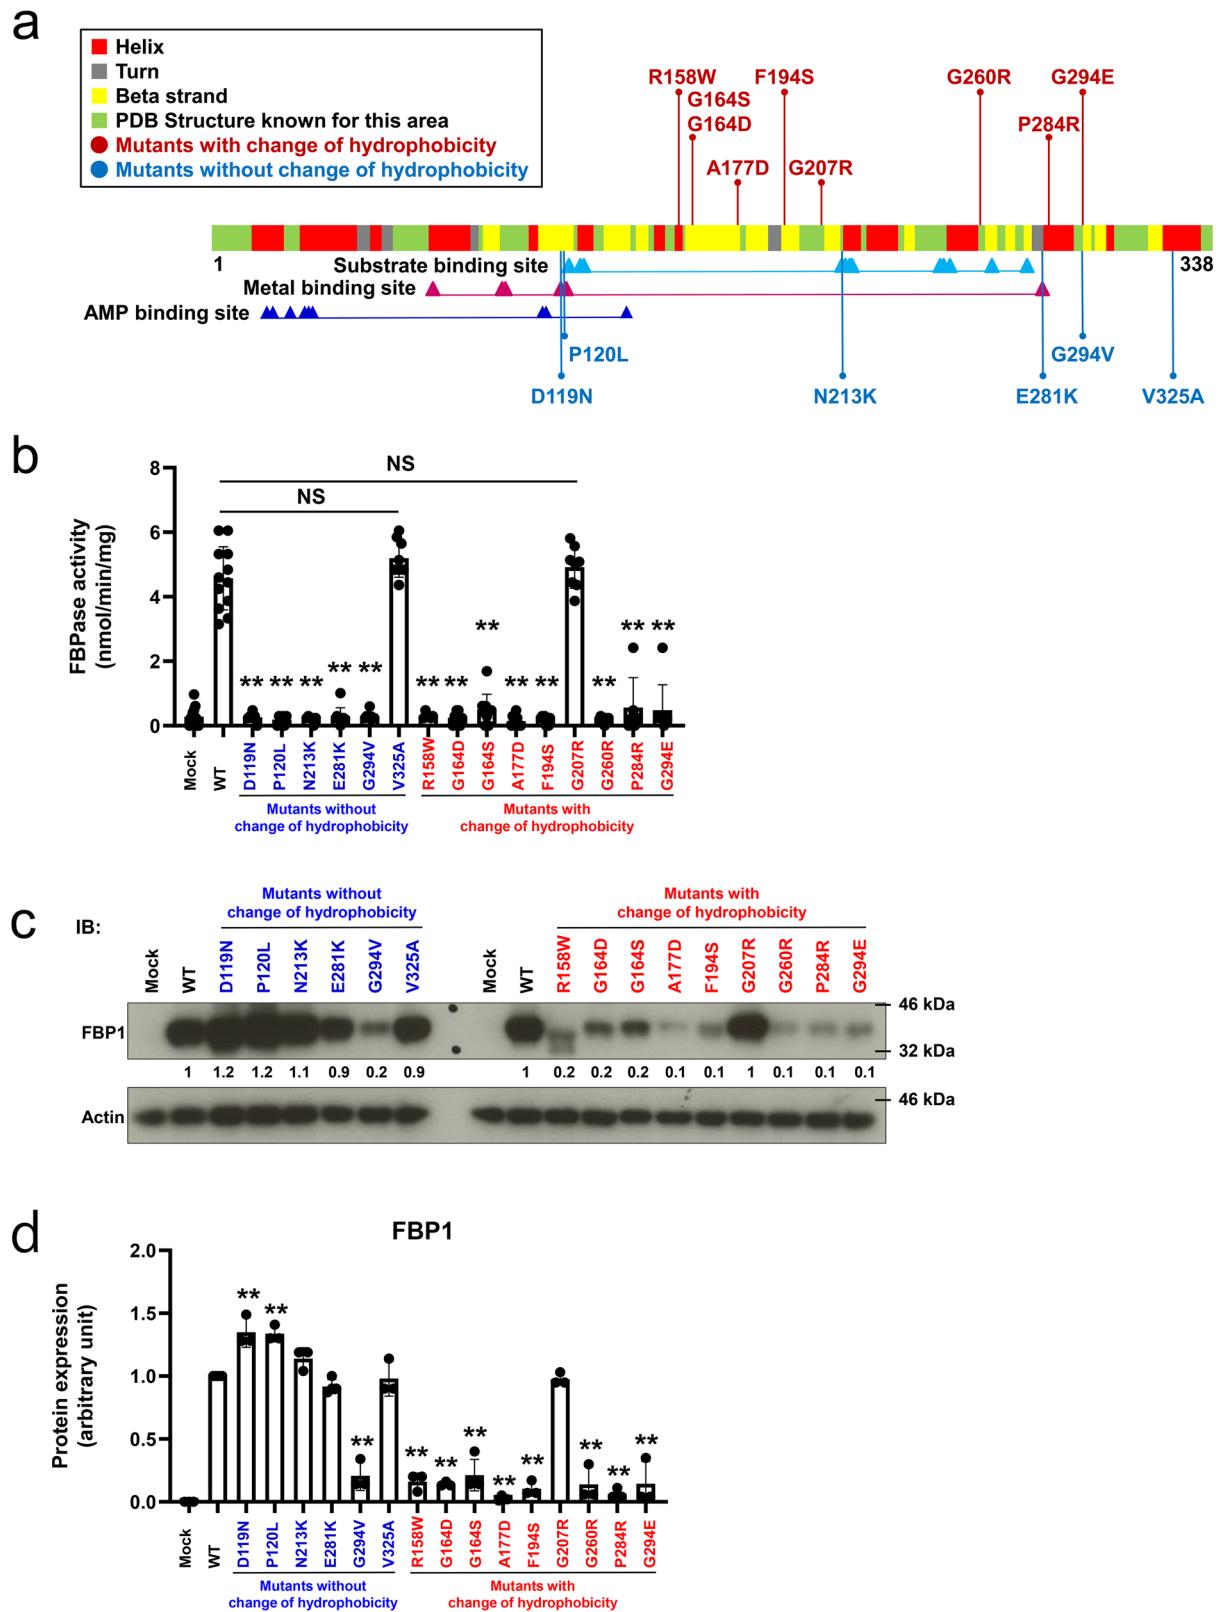 a
Helix
Turn
Beta strand
PDB Structure known for this area
Mutants with change of hydrophobicity
Mutants without change of hydrophobicity
R158W
F194S
G260R
G294E
G164S
G164D
P284R
A177D
G207R
1
338
Substrate binding site
Metal binding site
AMP binding site
P120L
G294V
D119N
N213K
E281K
V325A
b
FBPase activity
(nmol/min/mg)
8
6
4
2
0
NS
NS
** ** ** ** ** ** ** ** ** ** ** ** **
Mock
WT
D119N
P120L
N213K
E281K
G294V
V325A
R158W
G164D
G164S
A177D
F194S
G207R
G260R
P284R
G294E
Mutants without
change of hydrophobicity
Mutants with
change of hydrophobicity
c
IB:
Mutants without
change of hydrophobicity
Mutants with
change of hydrophobicity
Mock
WT
D119N
P120L
N213K
E281K
G294V
V325A
Mock
WT
R158W
G164D
G164S
A177D
F194S
G207R
G260R
P284R
G294E
FBP1
46 kDa
32 kDa
1 1.2 1.2 1.1 0.9 0.2 0.9 1 0.2 0.2 0.2 0.1 0.1 1 0.1 0.1 0.1
Actin
46 kDa
d
FBP1
Protein expression
(arbitrary unit)
2.0
1.5
1.0
0.5
0.0
** ** ** ** ** ** ** ** ** ** **
Mock
WT
D119N
P120L
N213K
E281K
G294V
V325A
R158W
G164D
G164S
A177D
F194S
G207R
G260R
P284R
G294E
Mutants without
change of hydrophobicity
Mutants with
change of hydrophobicity